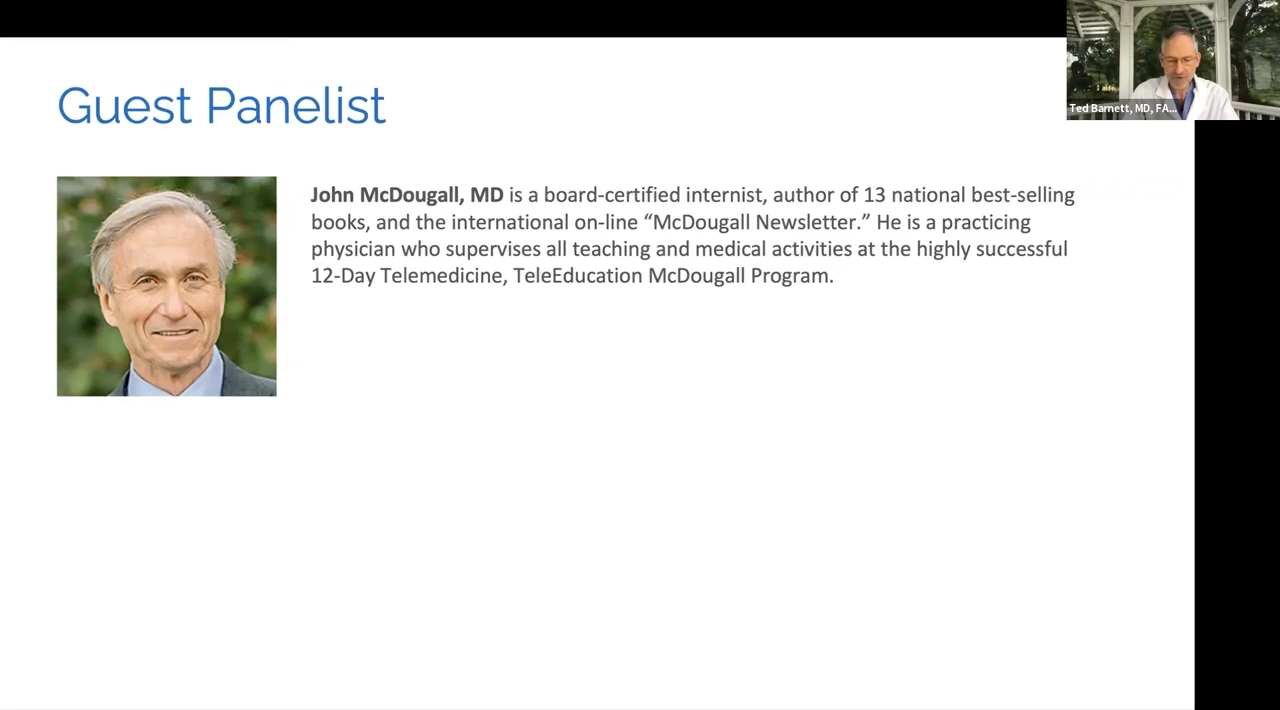 Guest Panelist
Ted Barnett, MD, FA...
John McDougall, MD is a board-certified internist, author of 13 national best-selling
books, and the international on-line “McDougall Newsletter.” He is a practicing
physician who supervises all teaching and medical activities at the highly successful
12-Day Telemedicine, TeleEducation McDougall Program.